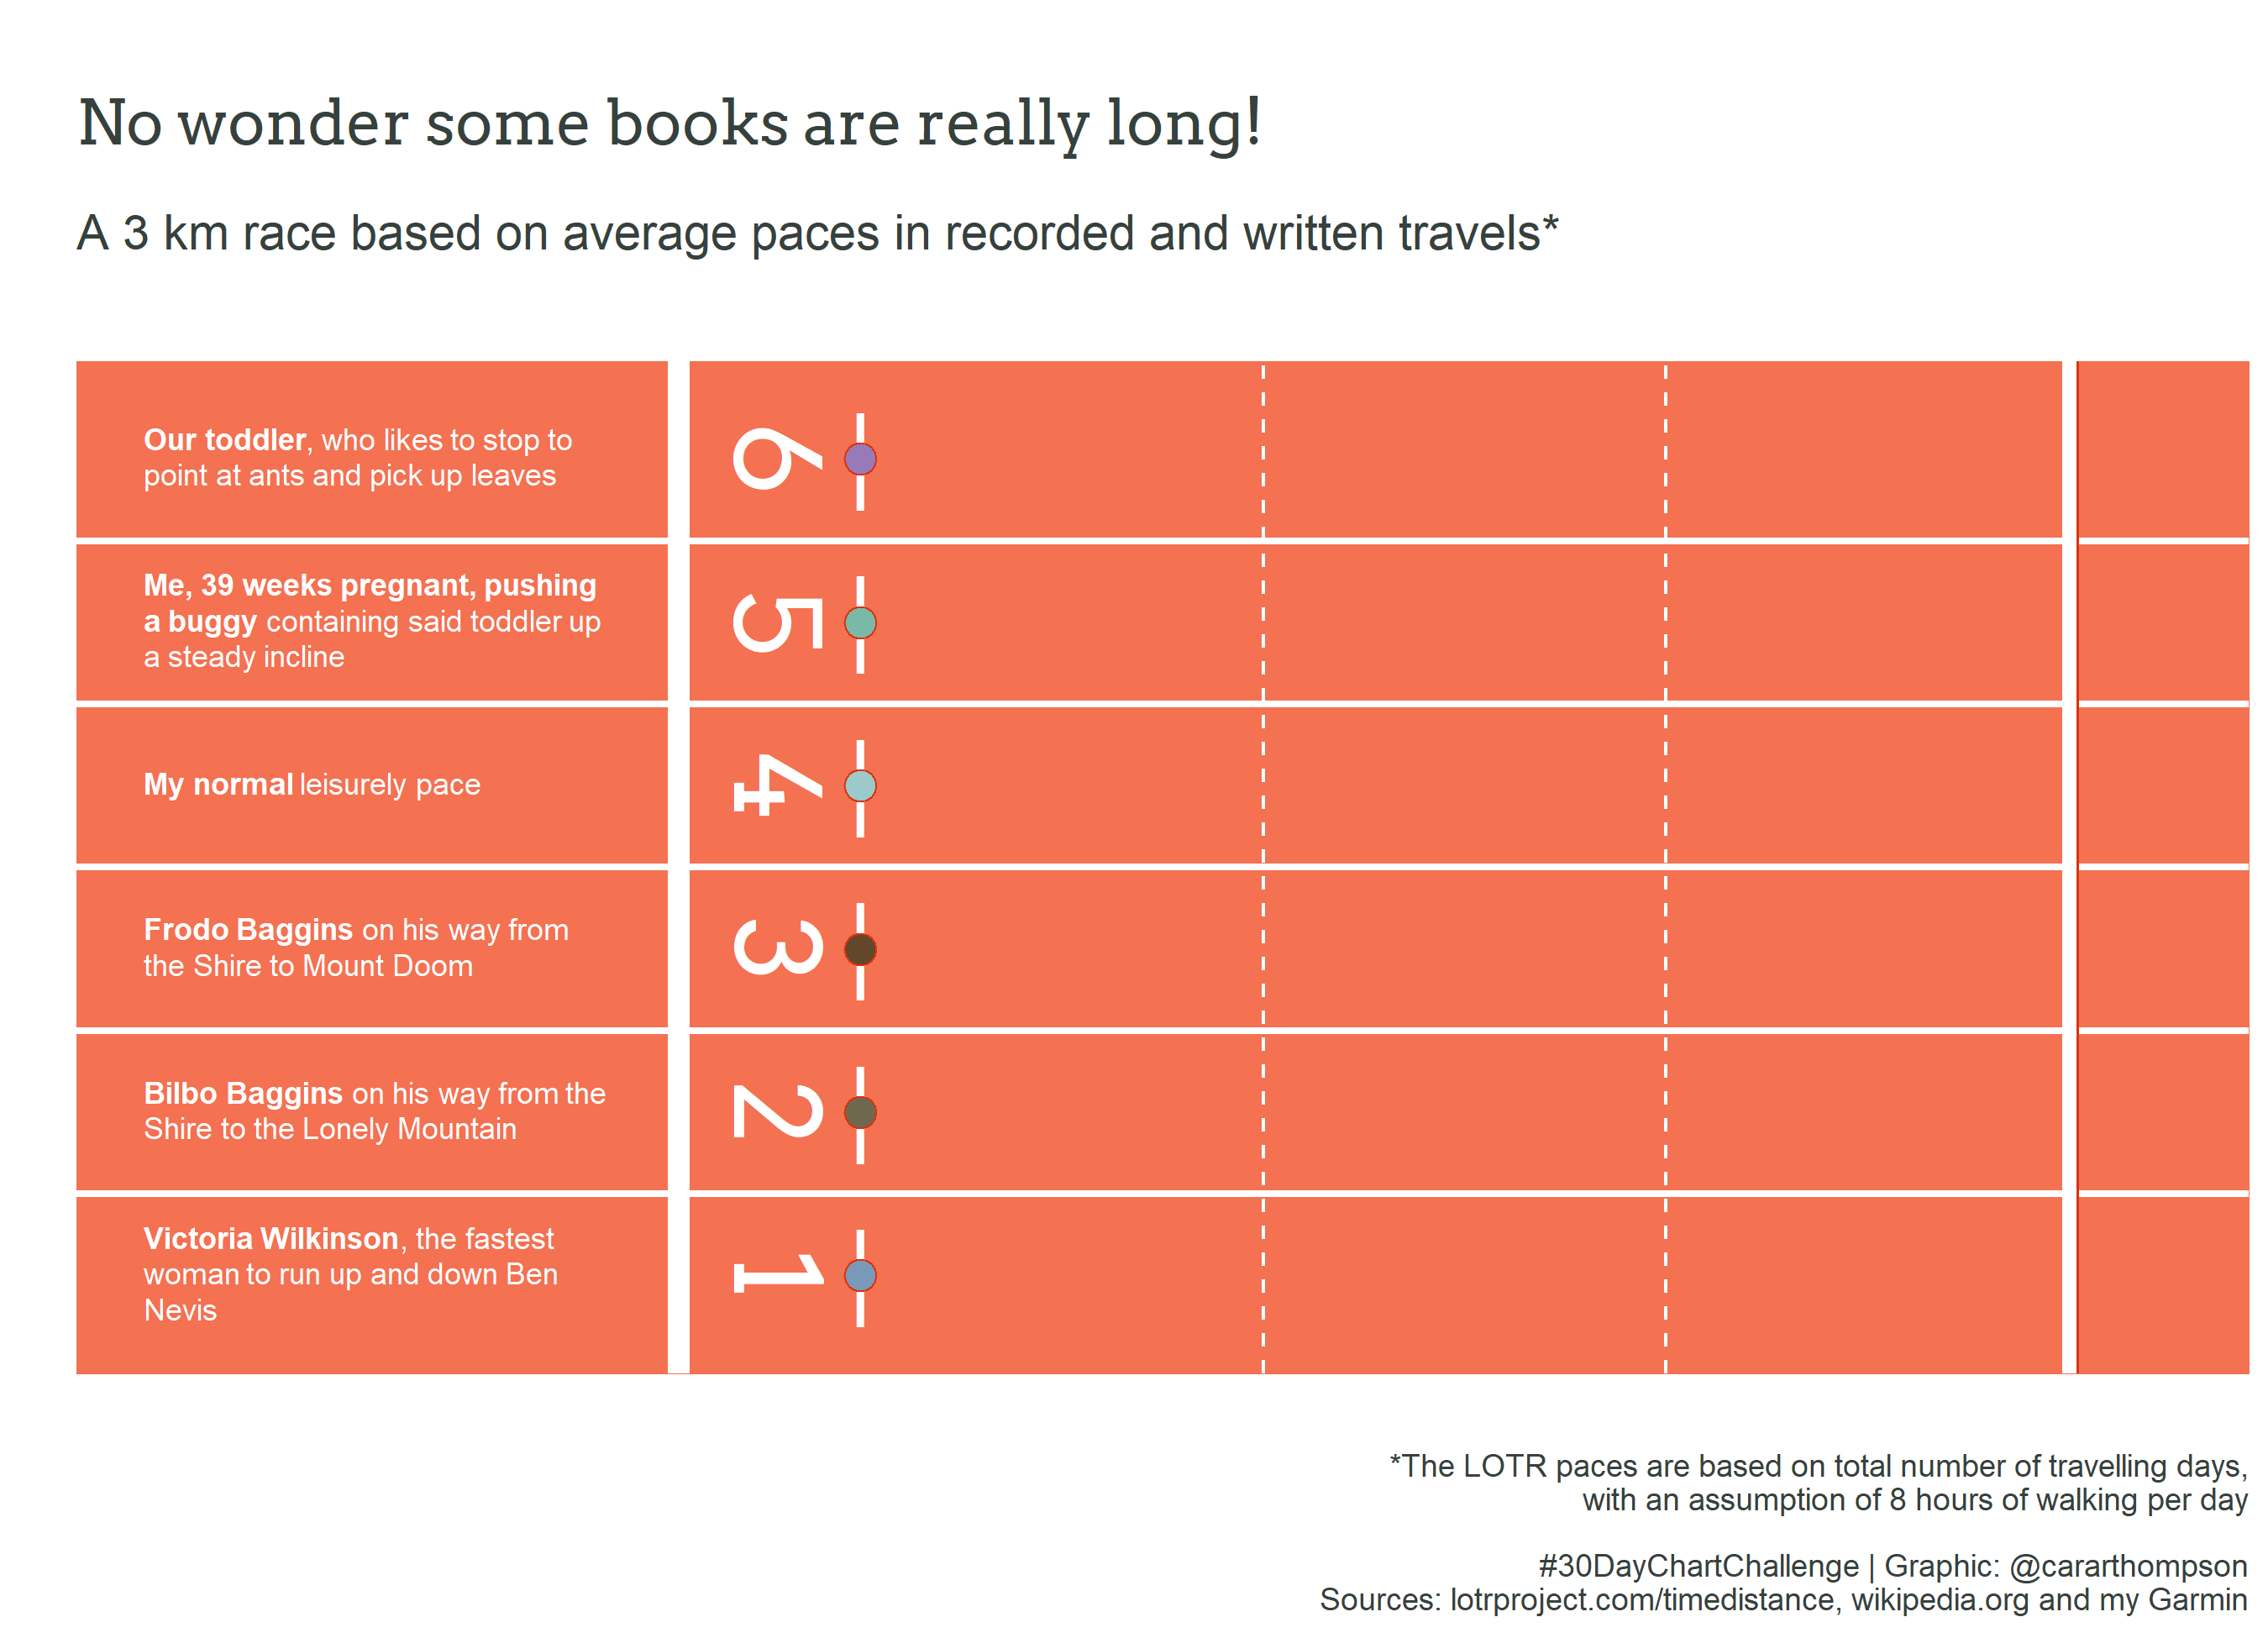 No wonder some books are really long!
A 3 km race based on average paces in recorded and written travels*
Our toddler, who likes to stop to
point at ants and pick up leaves
6
Me, 39 weeks pregnant, pushing
a buggy containing said toddler up
a steady incline
5
My normal leisurely pace
4
Frodo Baggins on his way from
the Shire to Mount Doom
3
Bilbo Baggins on his way from the
Shire to the Lonely Mountain
2
Victoria Wilkinson, the fastest
woman to run up and down Ben
Nevis
1
*The LOTR paces are based on total number of travelling days,
with an assumption of 8 hours of walking per day
#30DayChartChallenge | Graphic: @cararthompson
Sources: lotrproject.com/timedistance, wikipedia.org and my Garmin